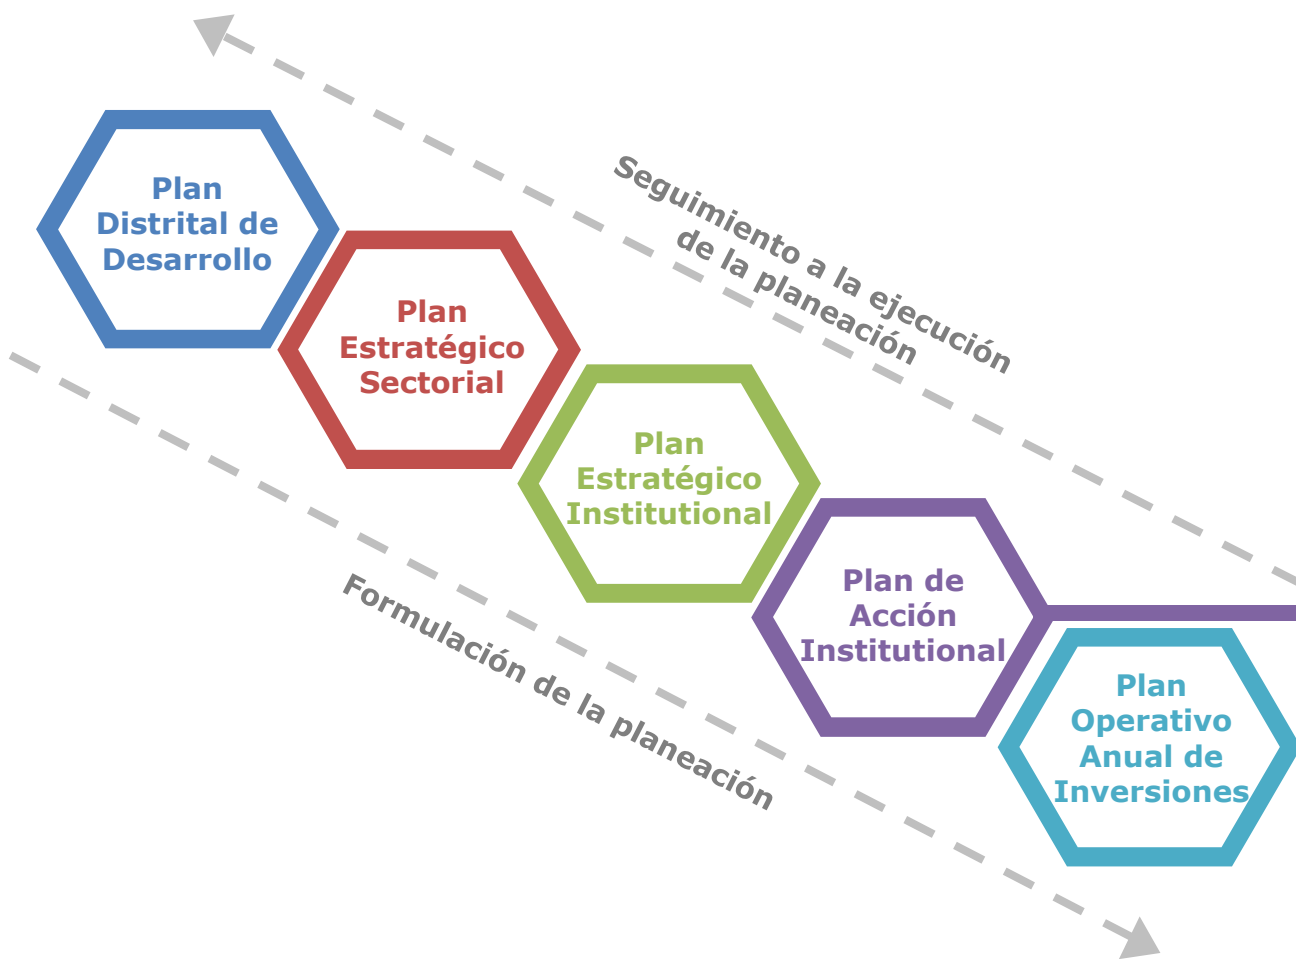 Plan
Distrital de
Desarrollo
Seguimiento a la ejecución
de la planeación
Plan
Estratégico
Sectorial
Plan
Estratégico
Institutional
Plan de
Acción
Institutional
Formulación de la planeación
Plan
Operativo
Anual de
Inversiones